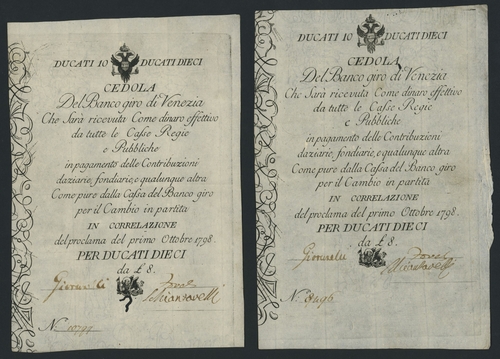 DUCATI 10 DUCATI DIECI
CEDOLA
Del Banco giro di Venezia
Che Sarà ricevuta Come dinaro effettivo
da tutte le Casse Regie
e Pubbliche
in pagamento delle Contribuzioni
daziarie, fondiarie, e qualunque altra
Come pure dalla Cassa del Banco giro
per il Cambio in partita
IN CORRELAZIONE
del proclama del primo Ottobre 1798.
PER DUCATI DIECI
da £ 8.
Schiantarelli
N.
DUCATI 10 DUCATI DIECI
CEDOLA
Del Banco giro di Venezia
Che Sarà ricevuta Come dinaro effettivo
da tutte le Casse Regie
e Pubbliche
in pagamento delle Contribuzioni
daziarie, fondiarie, e qualunque altra
Come pure dalla Cassa del Banco giro
per il Cambio in partita
IN CORRELAZIONE
del proclama del primo Ottobre 1798.
PER DUCATI DIECI
da £ 8.
N.